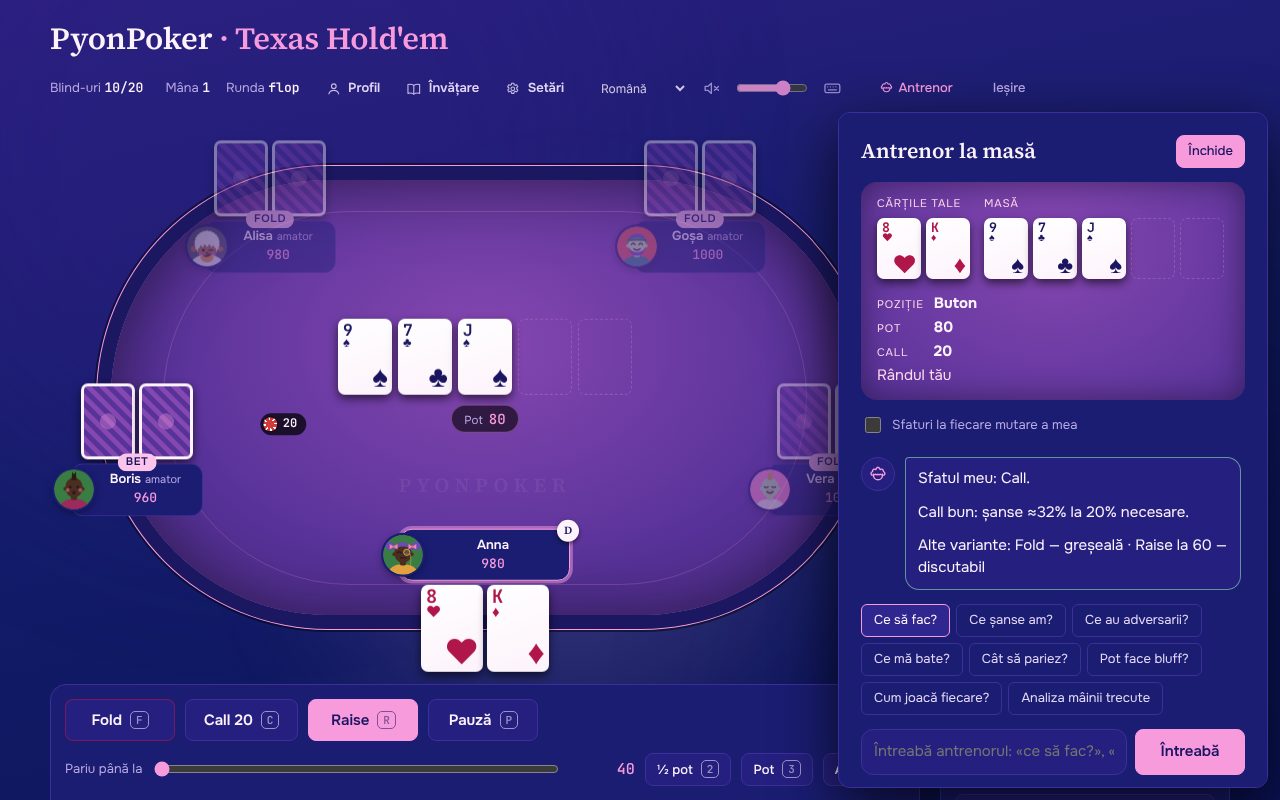 PyonPoker · Texas Hold'em
Blind-uri 10/20 Mâna 1 Runda flop Profil Învățare Setări Română Antrenor Ieșire
FOLD
Alisa amator
980
FOLD
Goșa amator
1000
9 7 J
Pot 80
20
BET
Boris amator
960
PYONPOKER
Anna
980
D
8 K
Fold F
Call 20 C
Raise R
Pauză P
Pariu până la 40 ½ pot 2 Pot 3
Antrenor la masă
Închide
CĂRȚILE TALE MASĂ
8 K 9 7 J
POZIȚIE Buton
POT 80
CALL 20
Rândul tău
Sfaturi la fiecare mutare a mea
Sfatul meu: Call.
Call bun: șanse ≈32% la 20% necesare.
Alte variante: Fold — greșeală · Raise la 60 —
discutabil
Ce să fac? Ce șanse am? Ce au adversarii?
Ce mă bate? Cât să pariez? Pot face bluff?
Cum joacă fiecare? Analiza mâinii trecute
Întreabă antrenorul: «ce să fac?», «
Întreabă
Vera